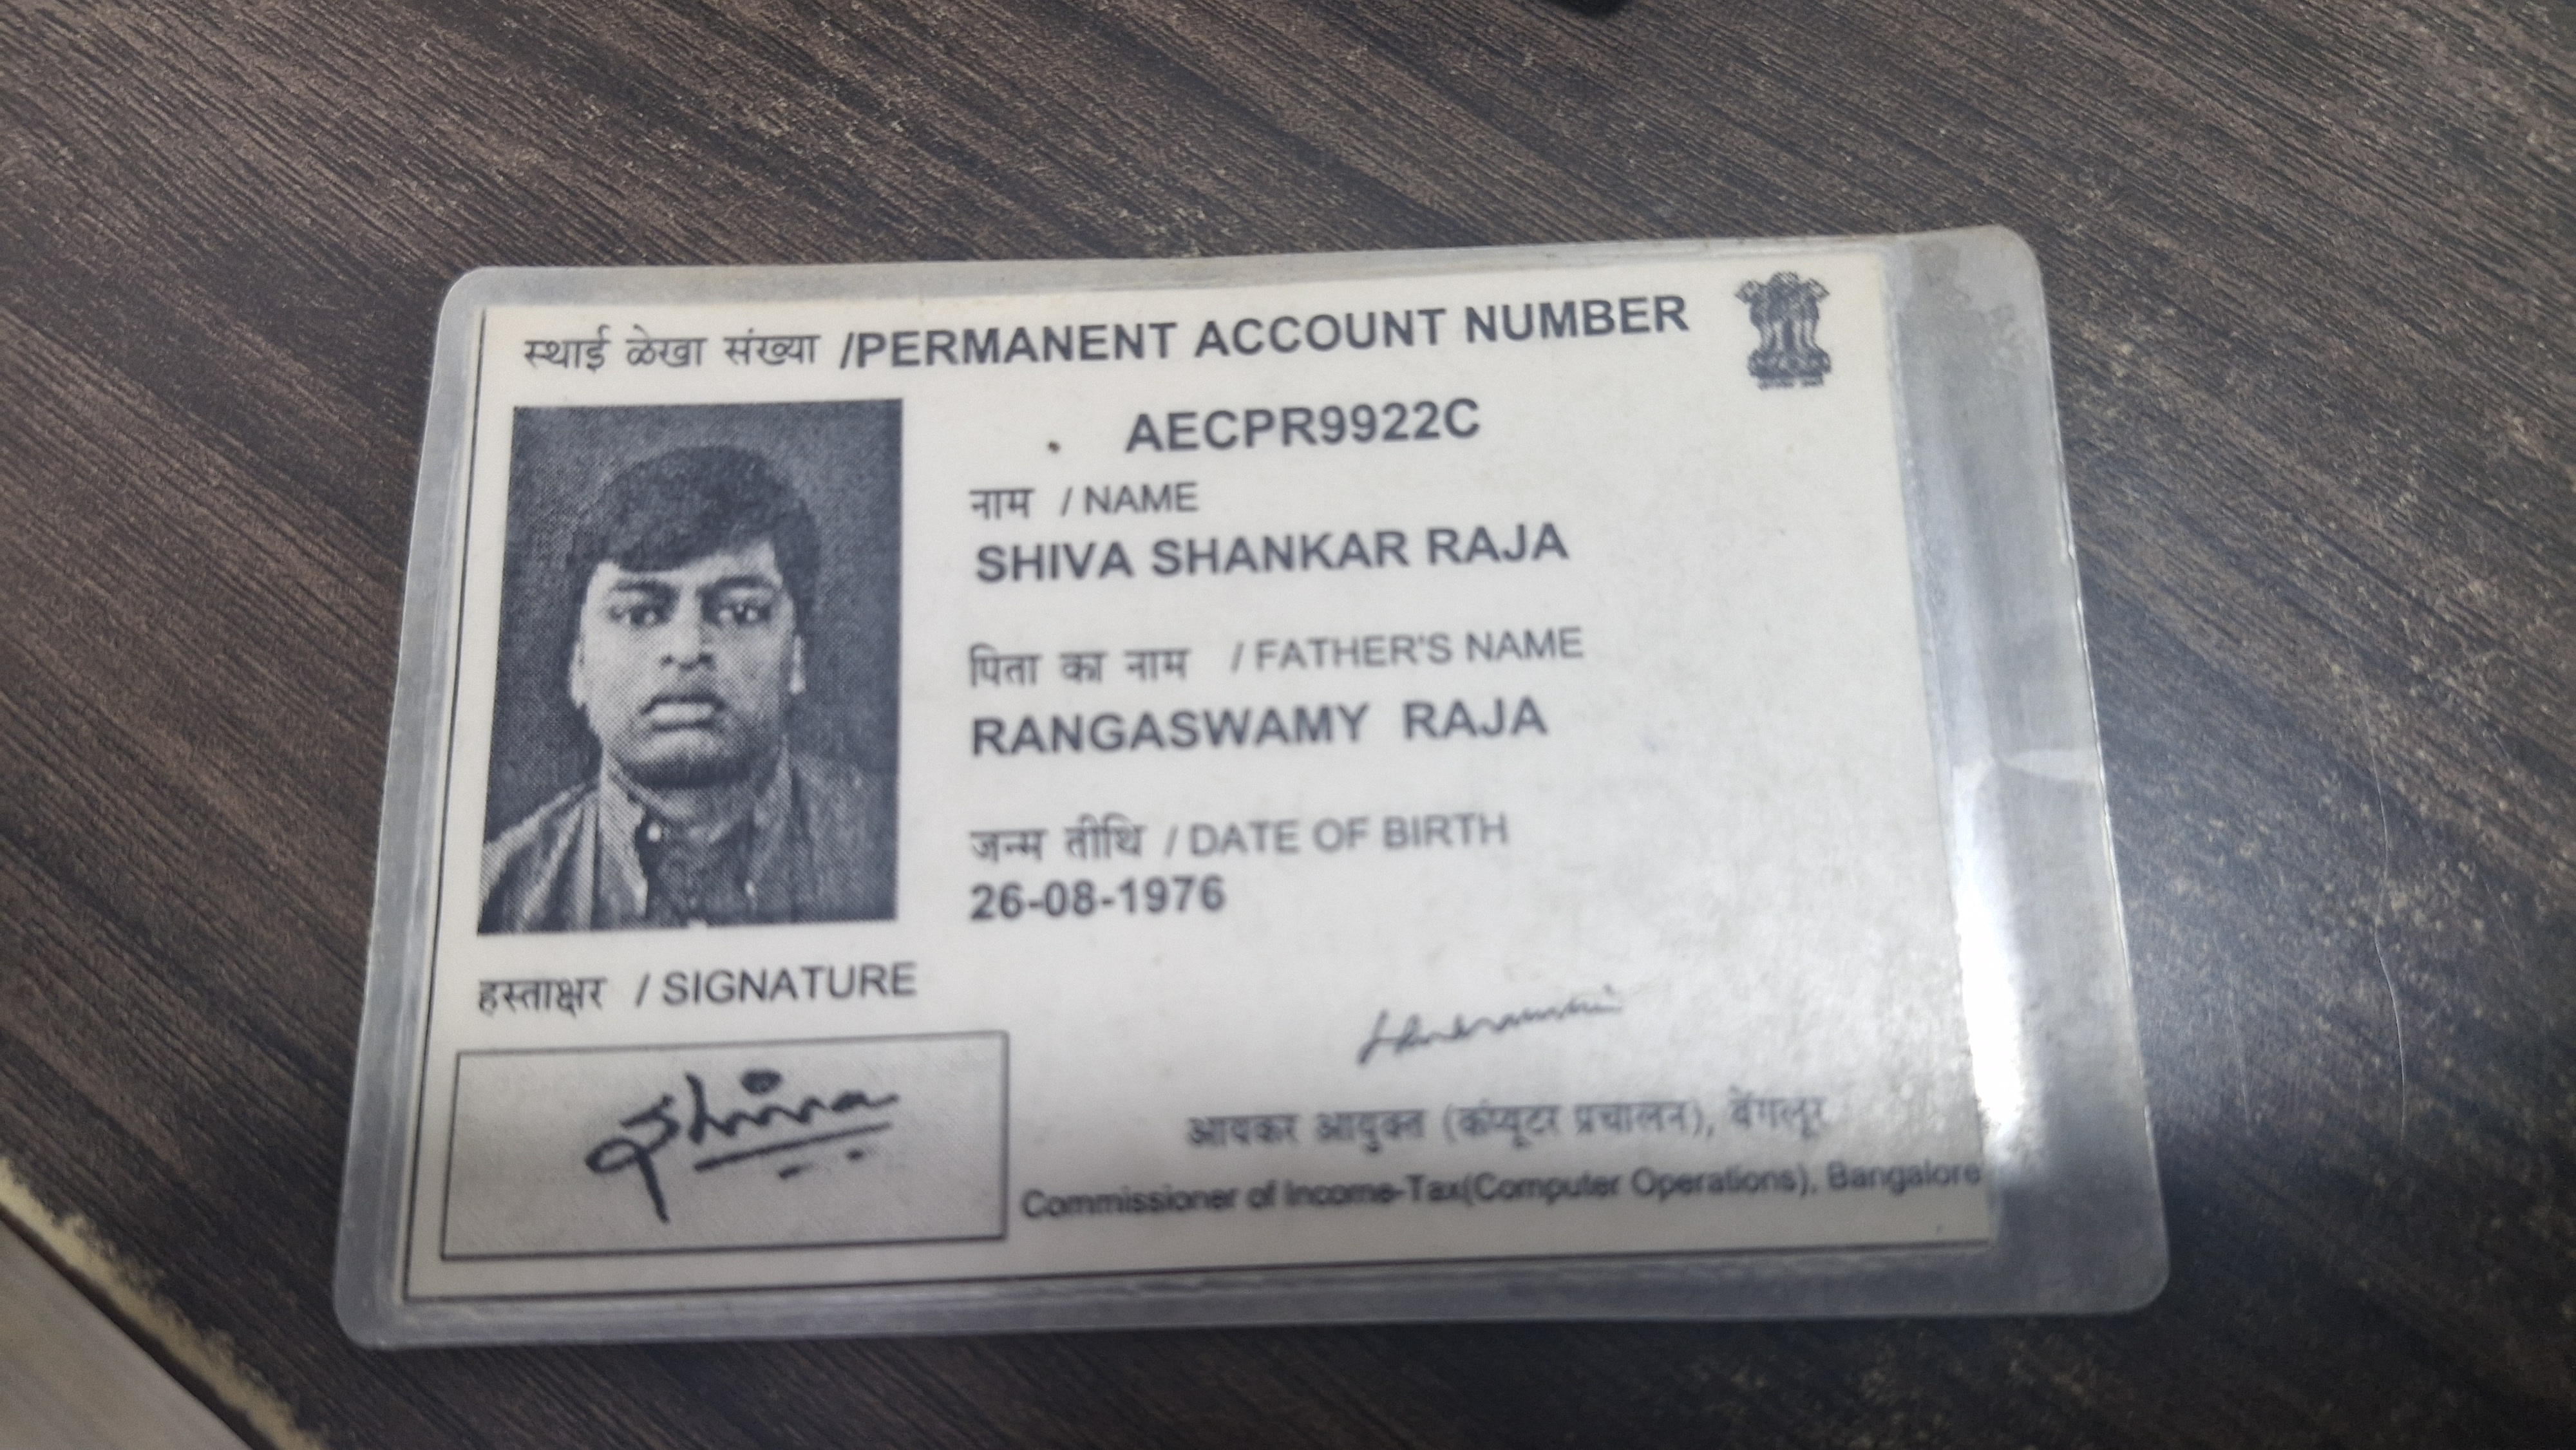 स्थाई ळेखा संख्या /PERMANENT ACCOUNT NUMBER
AECPR9922C
नाम / NAME
SHIVA SHANKAR RAJA
पिता का नाम / FATHER'S NAME
RANGASWAMY RAJA
जन्म तीथि / DATE OF BIRTH
26-08-1976
हस्ताक्षर / SIGNATURE
Shiva
आयकर आयुक्त (कंप्यूटर प्रचालन), बेंगलूर
Commissioner of Income-Tax(Computer Operations), Bangalore